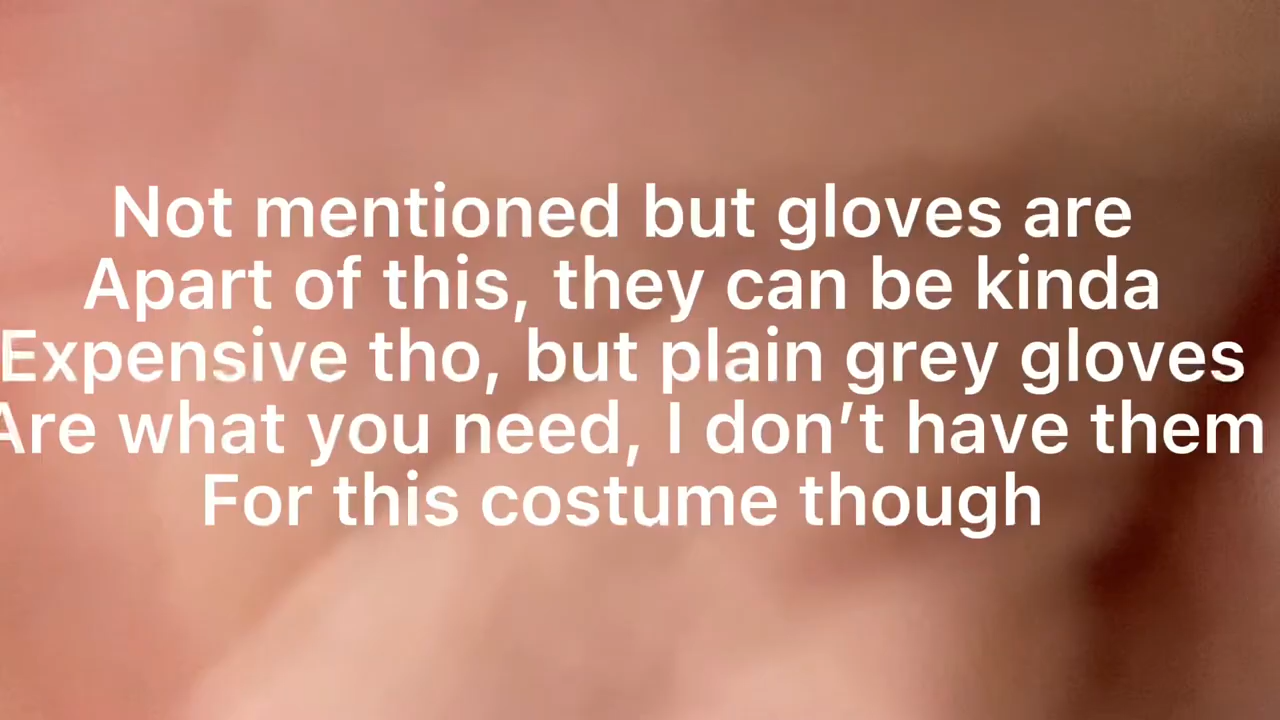 Not mentioned but gloves are
Apart of this, they can be kinda
Expensive tho, but plain grey gloves
Are what you need, I don’t have them
For this costume though